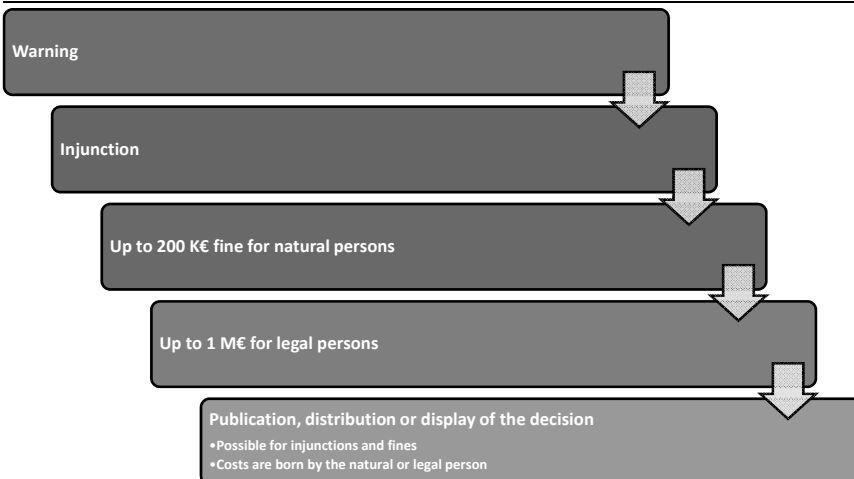 Warning
Injunction
Up to 200 K€ fine for natural persons
Up to 1 M€ for legal persons
Publication, distribution or display of the decision
•Possible for injunctions and fines
•Costs are born by the natural or legal person